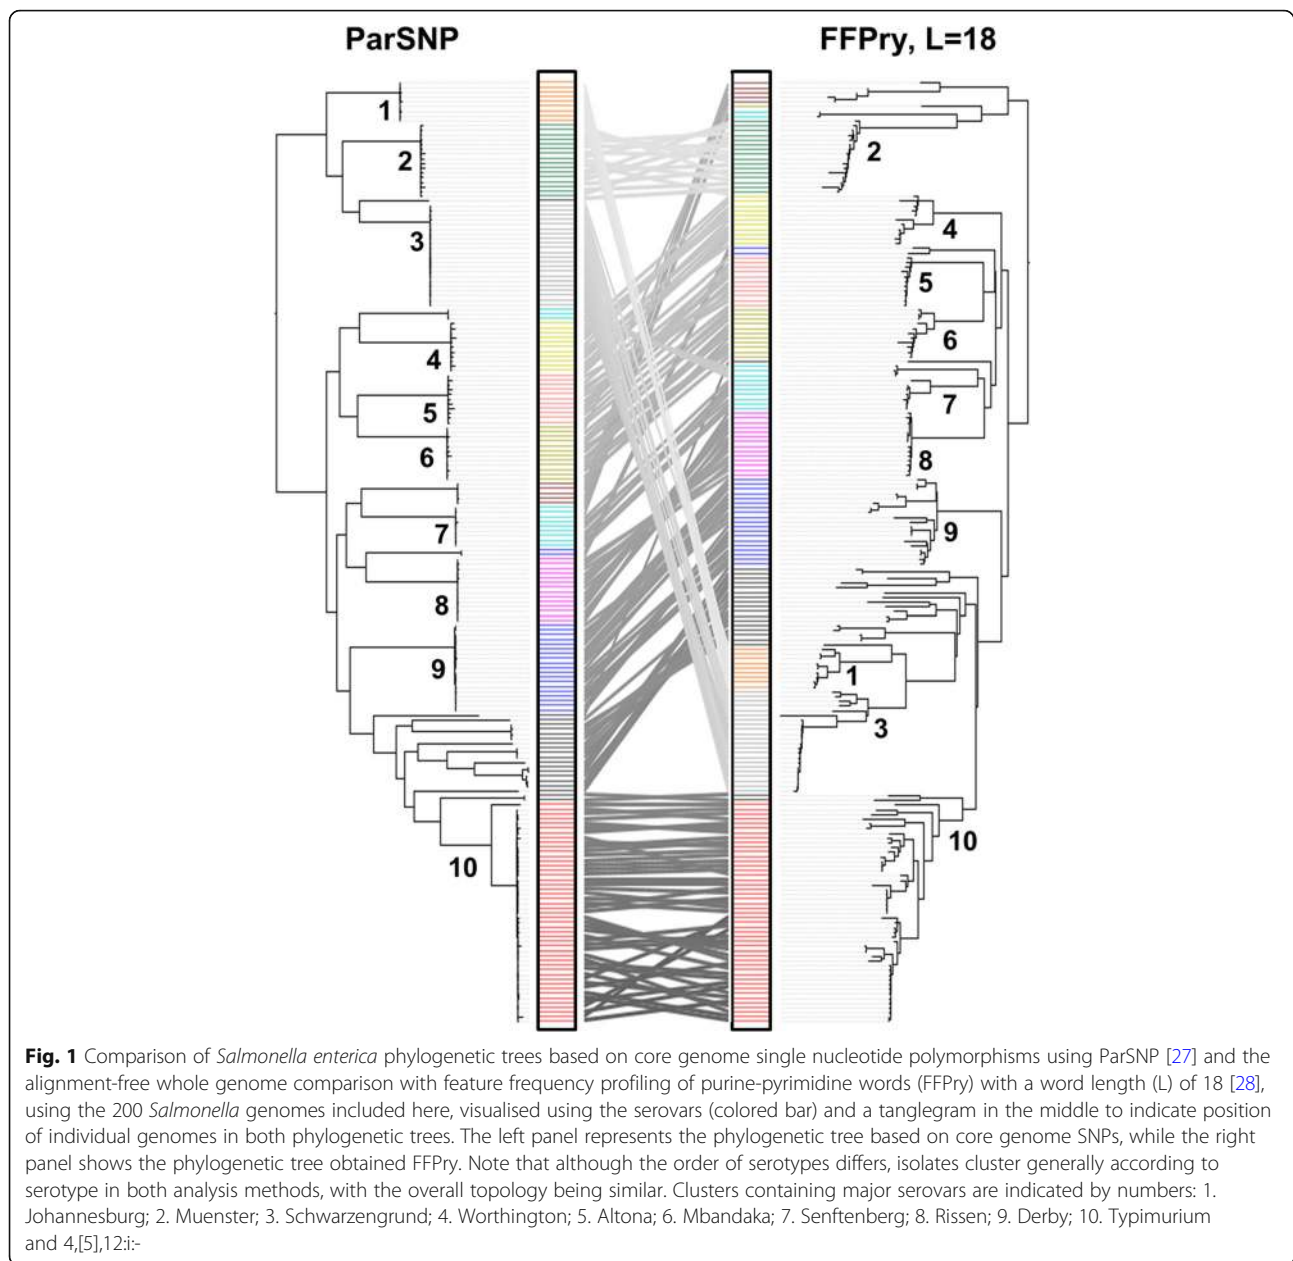 ParSNP
FFPry, L=18
1
2
3
4
5
6
7
8
9
10
2
4
5
6
7
8
9
1
3
10
Fig. 1 Comparison of Salmonella enterica phylogenetic trees based on core genome single nucleotide polymorphisms using ParSNP [27] and the
alignment-free whole genome comparison with feature frequency profiling of purine-pyrimidine words (FFPry) with a word length (L) of 18 [28],
using the 200 Salmonella genomes included here, visualised using the serovars (colored bar) and a tanglegram in the middle to indicate position
of individual genomes in both phylogenetic trees. The left panel represents the phylogenetic tree based on core genome SNPs, while the right
panel shows the phylogenetic tree obtained FFPry. Note that although the order of serotypes differs, isolates cluster generally according to
serotype in both analysis methods, with the overall topology being similar. Clusters containing major serovars are indicated by numbers: 1.
Johannesburg; 2. Muenster; 3. Schwarzengrund; 4. Worthington; 5. Altona; 6. Mbandaka; 7. Senftenberg; 8. Rissen; 9. Derby; 10. Typimurium
and 4,[5],12:i:-